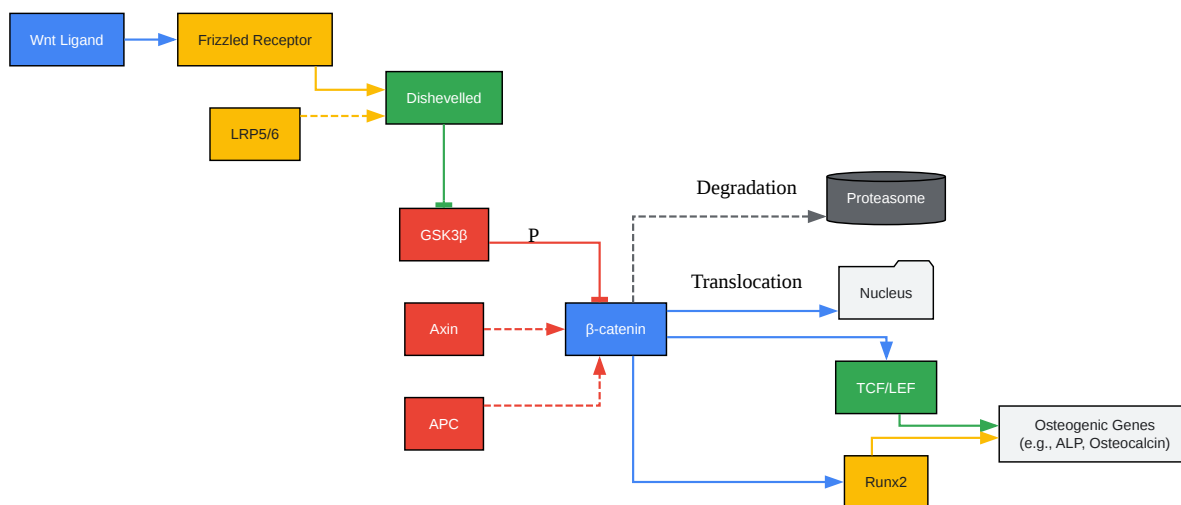 Wnt Ligand
Frizzled Receptor
Dishevelled
LRP5/6
Degradation
Proteasome
GSK3β
P
Translocation
Nucleus
Axin
β-catenin
TCF/LEF
APC
Osteogenic Genes
(e.g., ALP, Osteocalcin)
Runx2